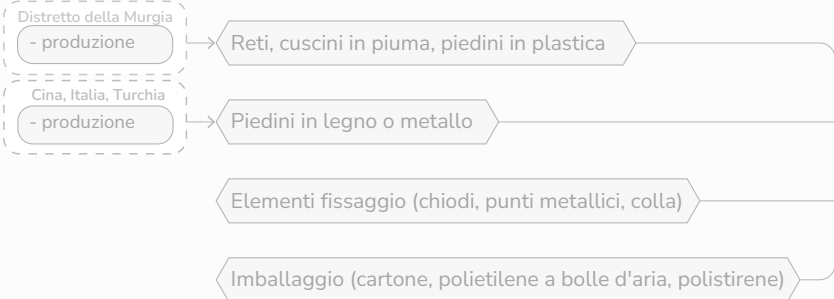 Distretto della Murgia
- produzione
Reti, cuscini in piuma, piedini in plastica
Cina, Italia, Turchia
- produzione
Piedini in legno o metallo
Elementi fissaggio (chiodi, punti metallici, colla)
Imballaggio (cartone, polietilene a bolle d'aria, polistirene)